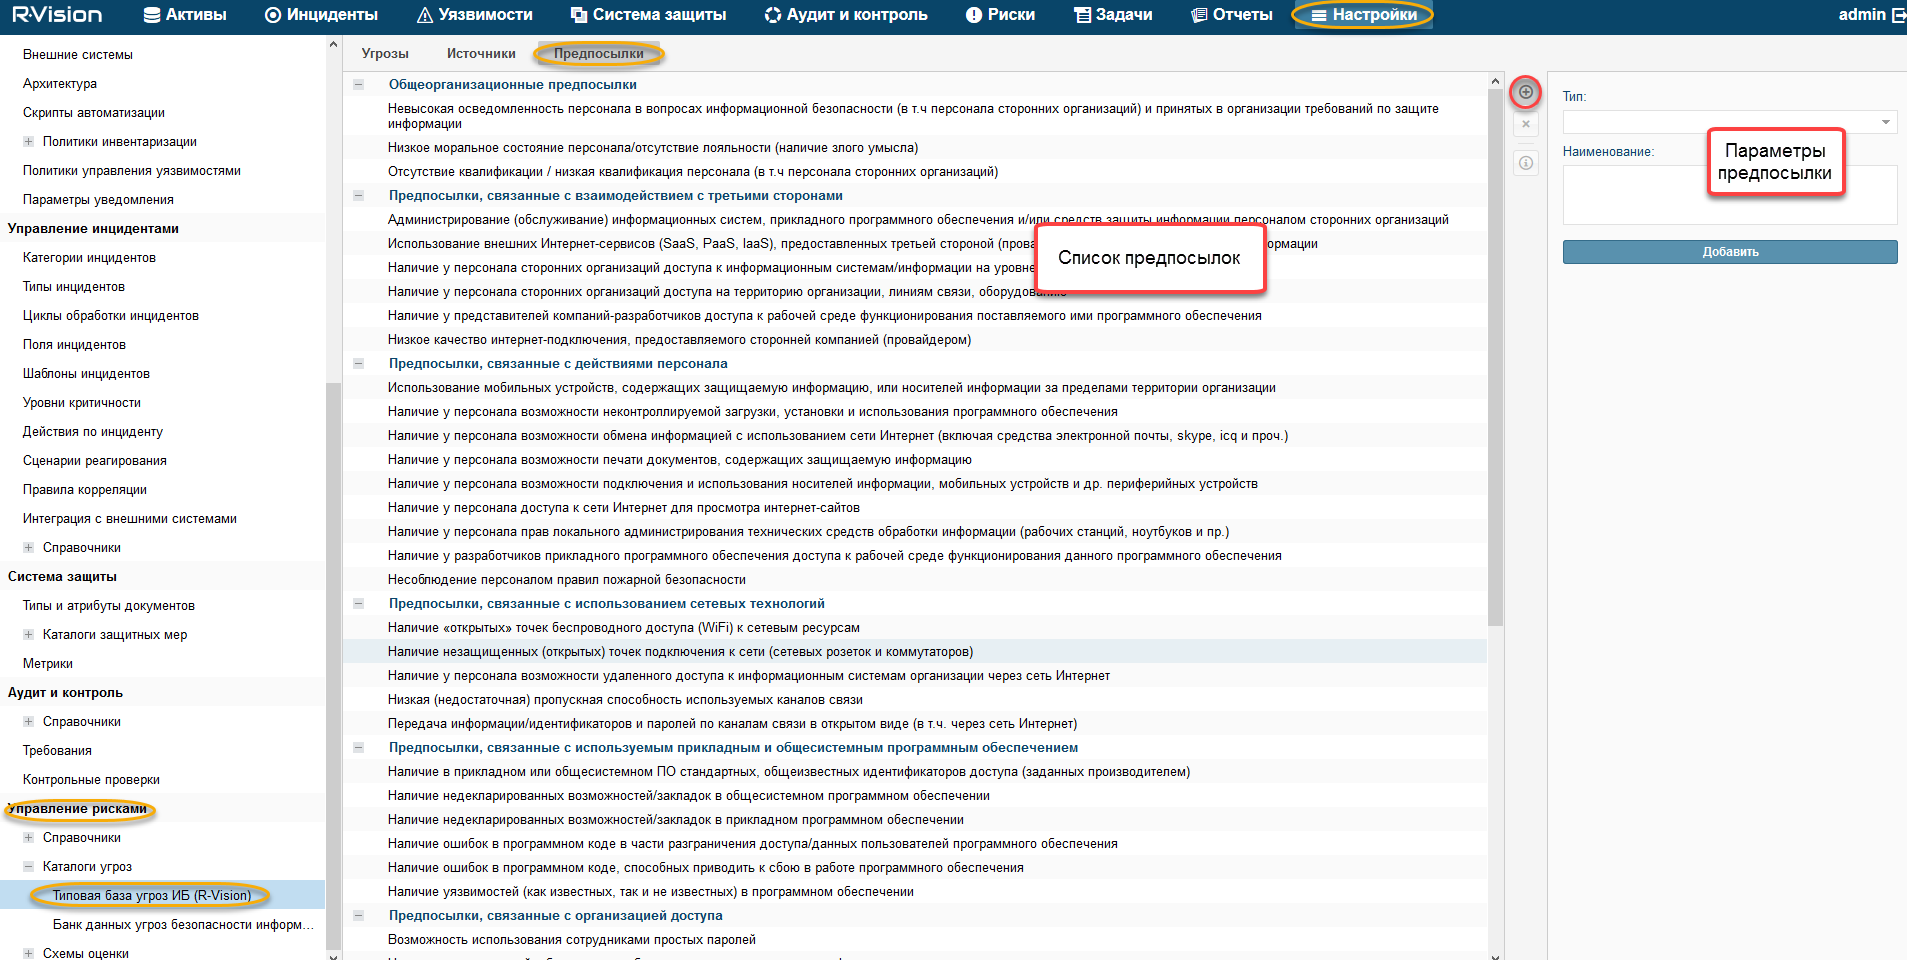 R·Vision
Активы
Инциденты
Уязвимости
Система защиты
Аудит и контроль
Риски
Задачи
Отчеты
Настройки
admin
Внешние системы
Архитектура
Скрипты автоматизации
Политики инвентаризации
Политики управления уязвимостями
Параметры уведомления
Управление инцидентами
Категории инцидентов
Типы инцидентов
Циклы обработки инцидентов
Поля инцидентов
Шаблоны инцидентов
Уровни критичности
Действия по инциденту
Сценарии реагирования
Правила корреляции
Интеграция с внешними системами
Справочники
Система защиты
Типы и атрибуты документов
Каталоги защитных мер
Метрики
Аудит и контроль
Справочники
Требования
Контрольные проверки
Управление рисками
Справочники
Каталоги угроз
Типовая база угроз ИБ (R-Vision)
Банк данных угроз безопасности информ...
Схемы оценки
Угрозы
Источники
Предпосылки
Общеорганизационные предпосылки
Невысокая осведомленность персонала в вопросах информационной безопасности (в т.ч персонала сторонних организаций) и принятых в организации требований по защите
информации
Низкое моральное состояние персонала/отсутствие лояльности (наличие злого умысла)
Отсутствие квалификации / низкая квалификация персонала (в т.ч персонала сторонних организаций)
Предпосылки, связанные с взаимодействием с третьими сторонами
Администрирование (обслуживание) информационных систем, прикладного программного обеспечения и/или средств защиты информации персоналом сторонних организаций
Использование внешних Интернет-сервисов (SaaS, PaaS, IaaS), предоставленных третьей стороной (прова формации
Наличие у персонала сторонних организаций доступа к информационным системам/информации на уровне
Наличие у персонала сторонних организаций доступа на территорию организации, линиям связи, оборудованию
Наличие у представителей компаний-разработчиков доступа к рабочей среде функционирования поставляемого ими программного обеспечения
Низкое качество интернет-подключения, предоставляемого сторонней компанией (провайдером)
Список предпосылок
Предпосылки, связанные с действиями персонала
Использование мобильных устройств, содержащих защищаемую информацию, или носителей информации за пределами территории организации
Наличие у персонала возможности неконтроллируемой загрузки, установки и использования программного обеспечения
Наличие у персонала возможности обмена информацией с использованием сети Интернет (включая средства электронной почты, skype, icq и проч.)
Наличие у персонала возможности печати документов, содержащих защищаемую информацию
Наличие у персонала возможности подключения и использования носителей информации, мобильных устройств и др. периферийных устройств
Наличие у персонала доступа к сети Интернет для просмотра интернет-сайтов
Наличие у персонала прав локального администрирования технических средств обработки информации (рабочих станций, ноутбуков и пр.)
Наличие у разработчиков прикладного программного обеспечения доступа к рабочей среде функционирования данного программного обеспечения
Несоблюдение персоналом правил пожарной безопасности
Предпосылки, связанные с использованием сетевых технологий
Наличие «открытых» точек беспроводного доступа (WiFi) к сетевым ресурсам
Наличие незащищенных (открытых) точек подключения к сети (сетевых розеток и коммутаторов)
Наличие у персонала возможности удаленного доступа к информационным системам организации через сеть Интернет
Низкая (недостаточная) пропускная способность используемых каналов связи
Передача информации/идентификаторов и паролей по каналам связи в открытом виде (в т.ч. через сеть Интернет)
Предпосылки, связанные с используемым прикладным и общесистемным программным обеспечением
Наличие в прикладном или общесистемном ПО стандартных, общеизвестных идентификаторов доступа (заданных производителем)
Наличие недекларированных возможностей/закладок в общесистемном программном обеспечении
Наличие недекларированных возможностей/закладок в прикладном программном обеспечении
Наличие ошибок в программном коде в части разграничения доступа/данных пользователей программного обеспечения
Наличие ошибок в программном коде, способных приводить к сбою в работе программного обеспечения
Наличие уязвимостей (как известных, так и не известных) в программном обеспечении
Предпосылки, связанные с организацией доступа
Возможность использования сотрудниками простых паролей
Тип:
Наименование:
Параметры
предпосылки
Добавить